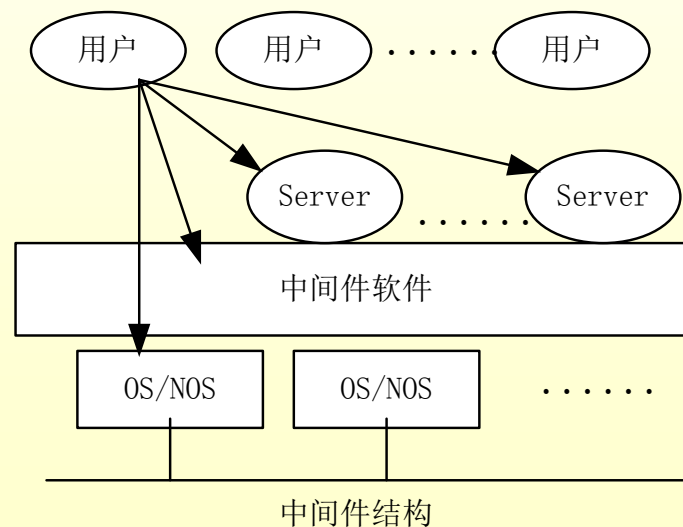 用户 用户 ······ 用户
Server ······ Server
中间件软件
OS/NOS OS/NOS ······
中间件结构